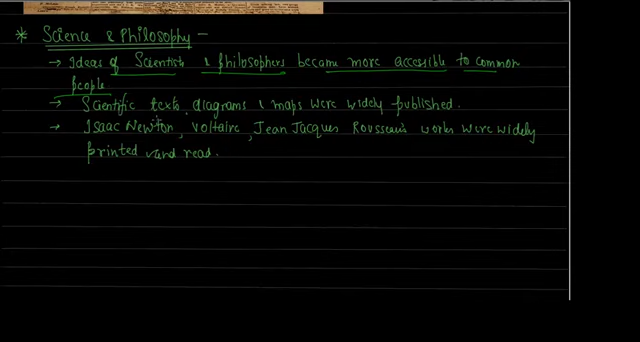 * Science & Philosophy -
→ Ideas of Scientists & Philosophers became more accessible to common
people
→ Scientific texts, diagrams & maps were widely published.
→ Isaac Newton, Voltaire, Jean Jacques Rousseau's works were widely
printed and read.